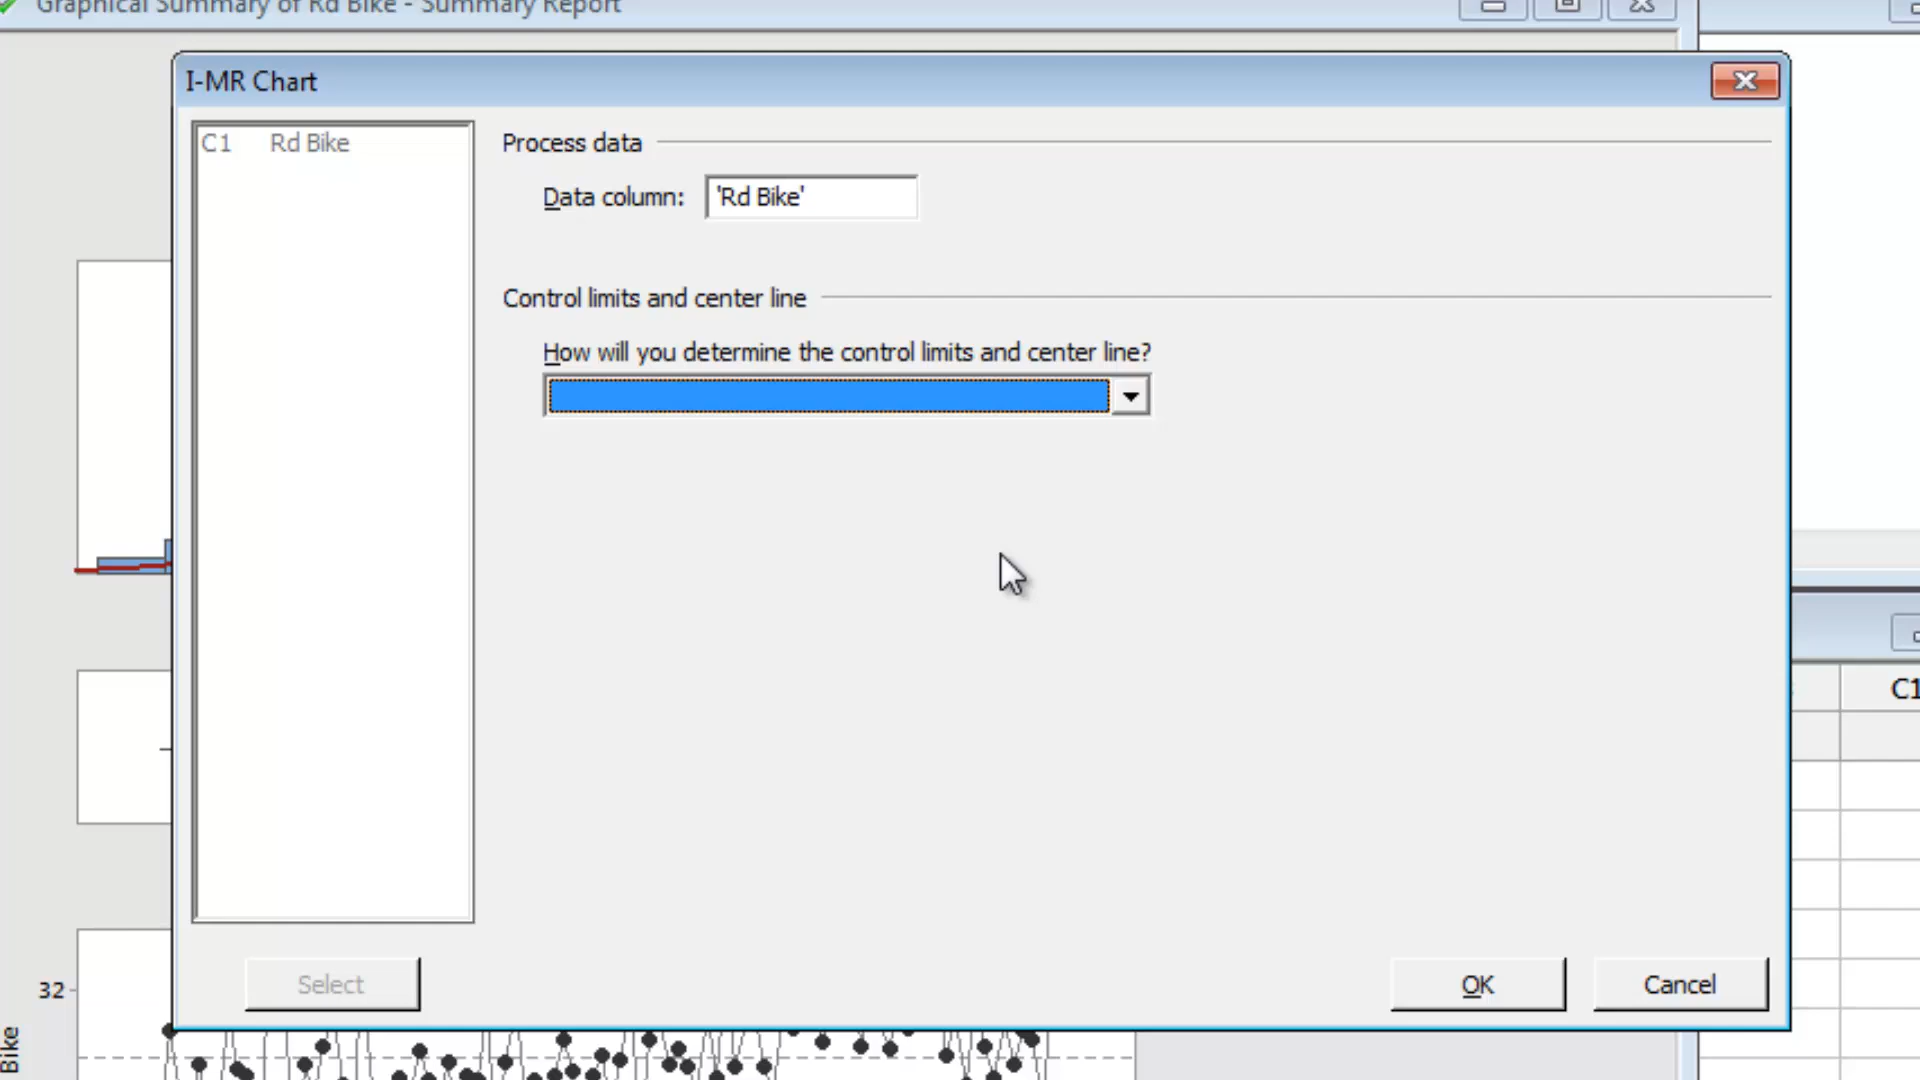 Graphical Summary of Rd Bike - Summary Report
I-MR Chart
C1 Rd Bike
Process data
Data column: 'Rd Bike'
Control limits and center line
How will you determine the control limits and center line?
C1
Select
OK
Cancel
32
Bike